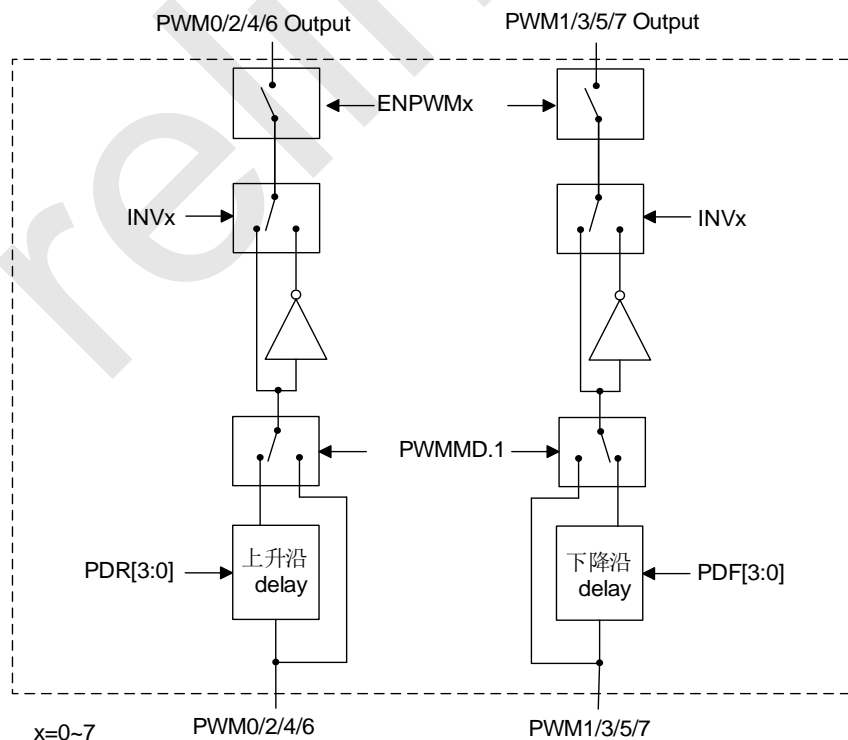 PWM0/2/4/6 Output
PWM1/3/5/7 Output
ENPWMx
INVx
INVx
PWMMD.1
PDR[3:0]
上升沿
delay
下降沿
delay
PDF[3:0]
x=0~7
PWM0/2/4/6
PWM1/3/5/7
relim